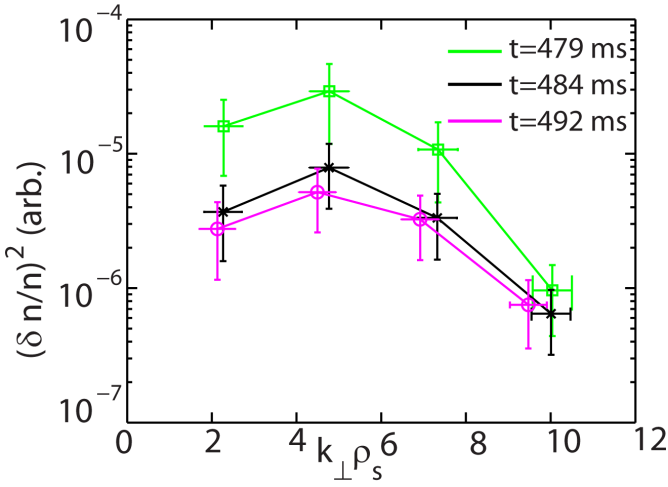 10⁻⁴
10⁻⁵
10⁻⁶
10⁻⁷
(δ n/n)² (arb.)
t=479 ms
t=484 ms
t=492 ms
0 2 4 6 8 10 12
k⊥ρₛ